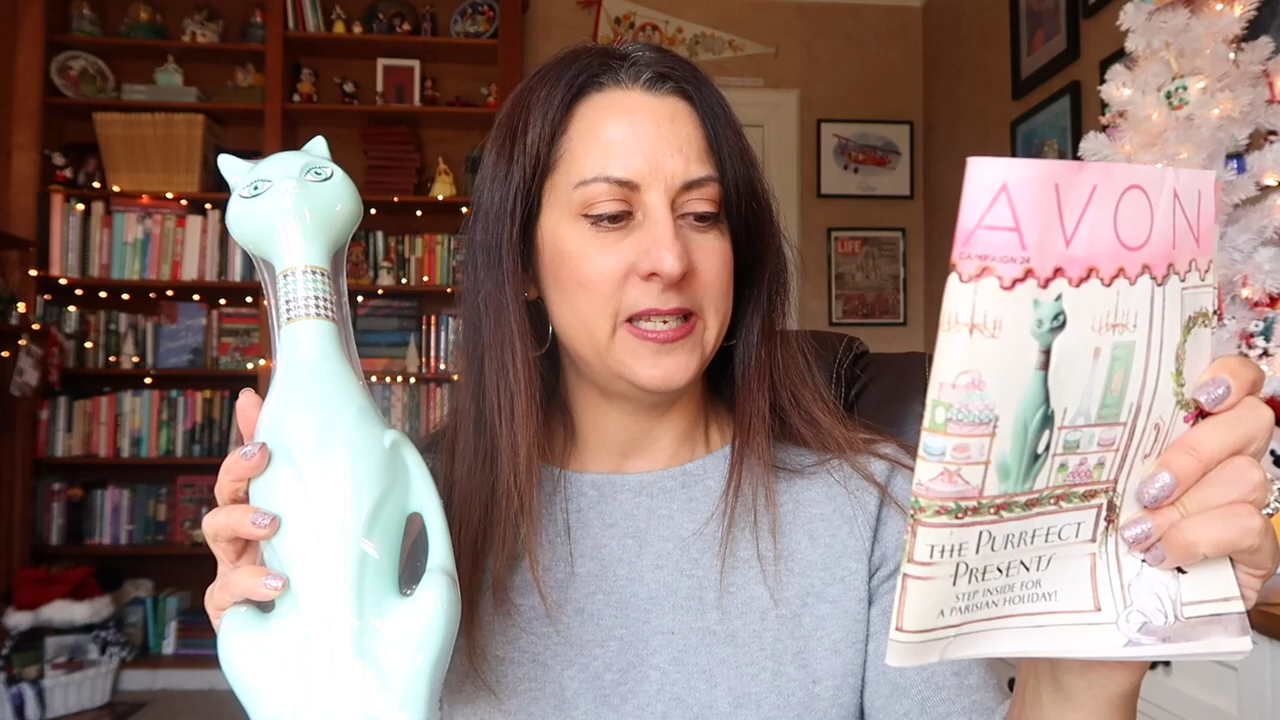 LIFE
AVON
CAMPAIGN 24
THE PURRFECT
PRESENTS
STEP INSIDE FOR
A PARISIAN HOLIDAY!